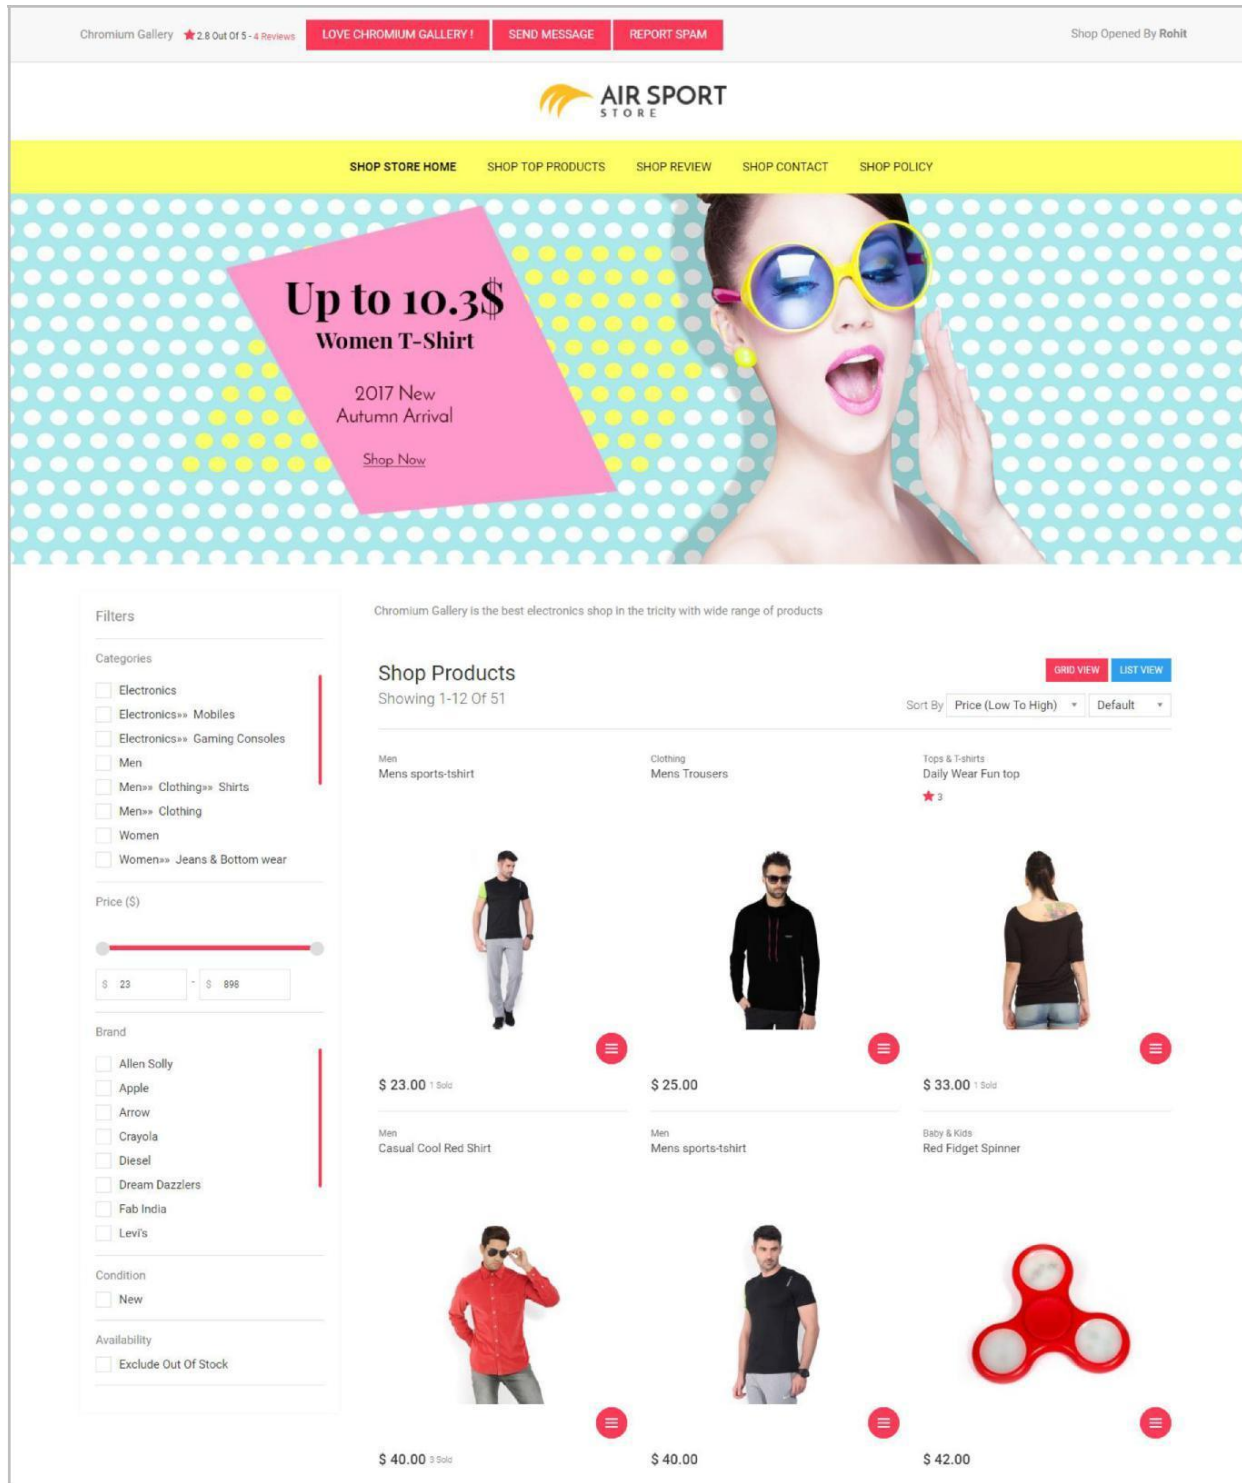 Chromium Gallery ★ 2.8 Out Of 5 - 4 Reviews LOVE CHROMIUM GALLERY ! SEND MESSAGE REPORT SPAM Shop Opened By Rohit
AIR SPORT
STORE
SHOP STORE HOME SHOP TOP PRODUCTS SHOP REVIEW SHOP CONTACT SHOP POLICY
Up to 10.3$
Women T-Shirt
2017 New
Autumn Arrival
Shop Now
Filters
Categories
Electronics
Electronics»» Mobiles
Electronics»» Gaming Consoles
Men
Men»» Clothing»» Shirts
Men»» Clothing
Women
Women»» Jeans & Bottom wear
Price ($)
$ 23 - $ 898
Brand
Allen Solly
Apple
Arrow
Crayola
Diesel
Dream Dazzlers
Fab India
Levi's
Condition
New
Availability
Exclude Out Of Stock
Chromium Gallery is the best electronics shop in the tricity with wide range of products
Shop Products GRID VIEW LIST VIEW
Showing 1-12 Of 51
Sort By Price (Low To High) Default
Men Clothing Tops & T-shirts
Mens sports-tshirt Mens Trousers Daily Wear Fun top
★ 3
$ 23.00 1 Sold $ 25.00 $ 33.00 1 Sold
Men Men Baby & Kids
Casual Cool Red Shirt Mens sports-tshirt Red Fidget Spinner
$ 40.00 3 Sold $ 40.00 $ 42.00